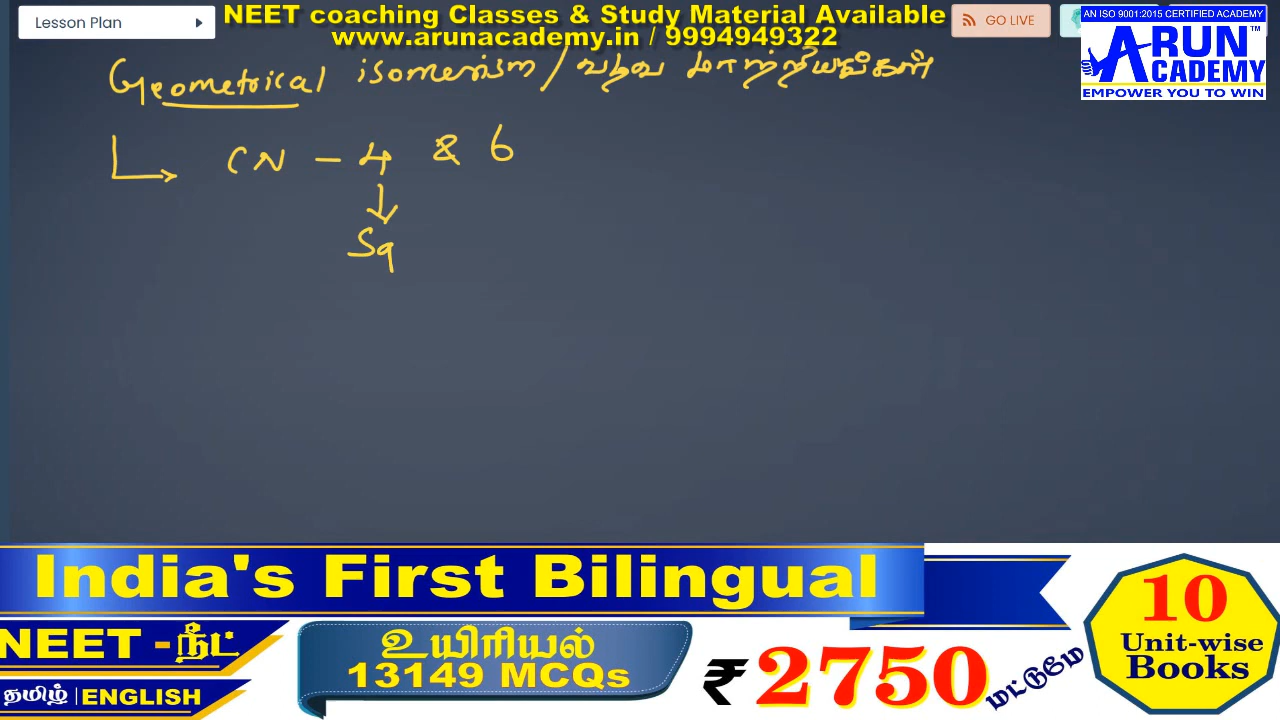 Lesson Plan
NEET coaching Classes & Study Material Available
www.arunacademy.in / 9994949322
GO LIVE
AN ISO 9001:2015 CERTIFIED ACADEMY
ARUN ACADEMY™
EMPOWER YOU TO WIN
Geometrical isomerism / வடிவ மாற்றியங்கள்
CN - 4 & 6
Sq
India's First Bilingual
NEET - நீட்
தமிழ் | ENGLISH
உயிரியல்
13149 MCQs
₹ 2750 மட்டுமே
10
Unit-wise
Books